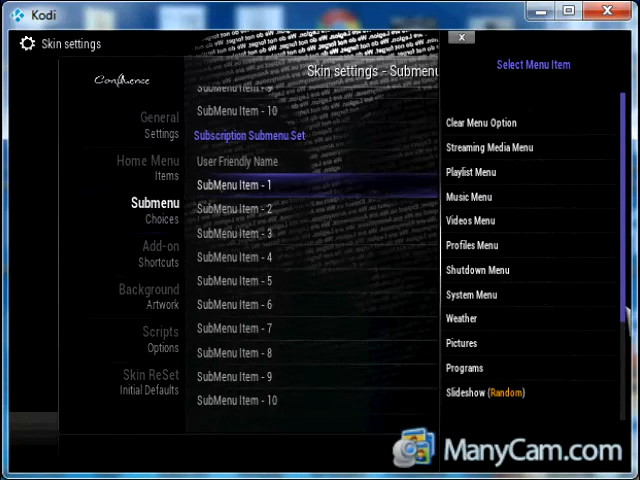 Kodi
Skin settings
Confluence
Skin settings - Submenu
General
Settings
Home Menu
Items
Submenu
Choices
Add-on
Shortcuts
Background
Artwork
Scripts
Options
Skin ReSet
Initial Defaults
SubMenu Item - 9
SubMenu Item - 10
Subscription Submenu Set
User Friendly Name
SubMenu Item - 1
SubMenu Item - 2
SubMenu Item - 3
SubMenu Item - 4
SubMenu Item - 5
SubMenu Item - 6
SubMenu Item - 7
SubMenu Item - 8
SubMenu Item - 9
SubMenu Item - 10
Select Menu Item
Clear Menu Option
Streaming Media Menu
Playlist Menu
Music Menu
Videos Menu
Profiles Menu
Shutdown Menu
System Menu
Weather
Pictures
Programs
Slideshow (Random)
ManyCam.com